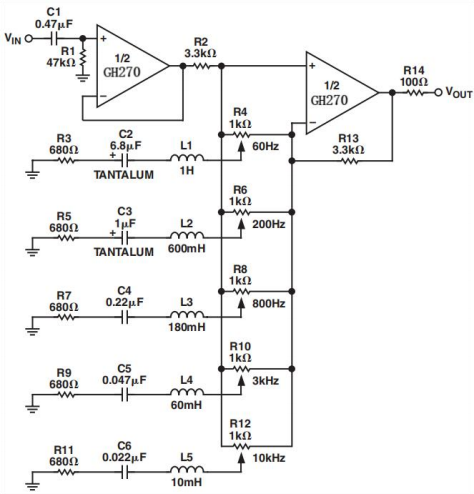 C1
0.47μF
VIN
R1
47kΩ
+
1/2
GH270
−
R2
3.3kΩ
+
1/2
GH270
−
R14
100Ω
VOUT
R13
3.3kΩ
R4
1kΩ
60Hz
R3
680Ω
C2
6.8μF
+
TANTALUM
L1
1H
R6
1kΩ
200Hz
R5
680Ω
C3
1μF
+
TANTALUM
L2
600mH
R8
1kΩ
800Hz
R7
680Ω
C4
0.22μF
L3
180mH
R10
1kΩ
3kHz
R9
680Ω
C5
0.047μF
L4
60mH
R12
1kΩ
10kHz
R11
680Ω
C6
0.022μF
L5
10mH